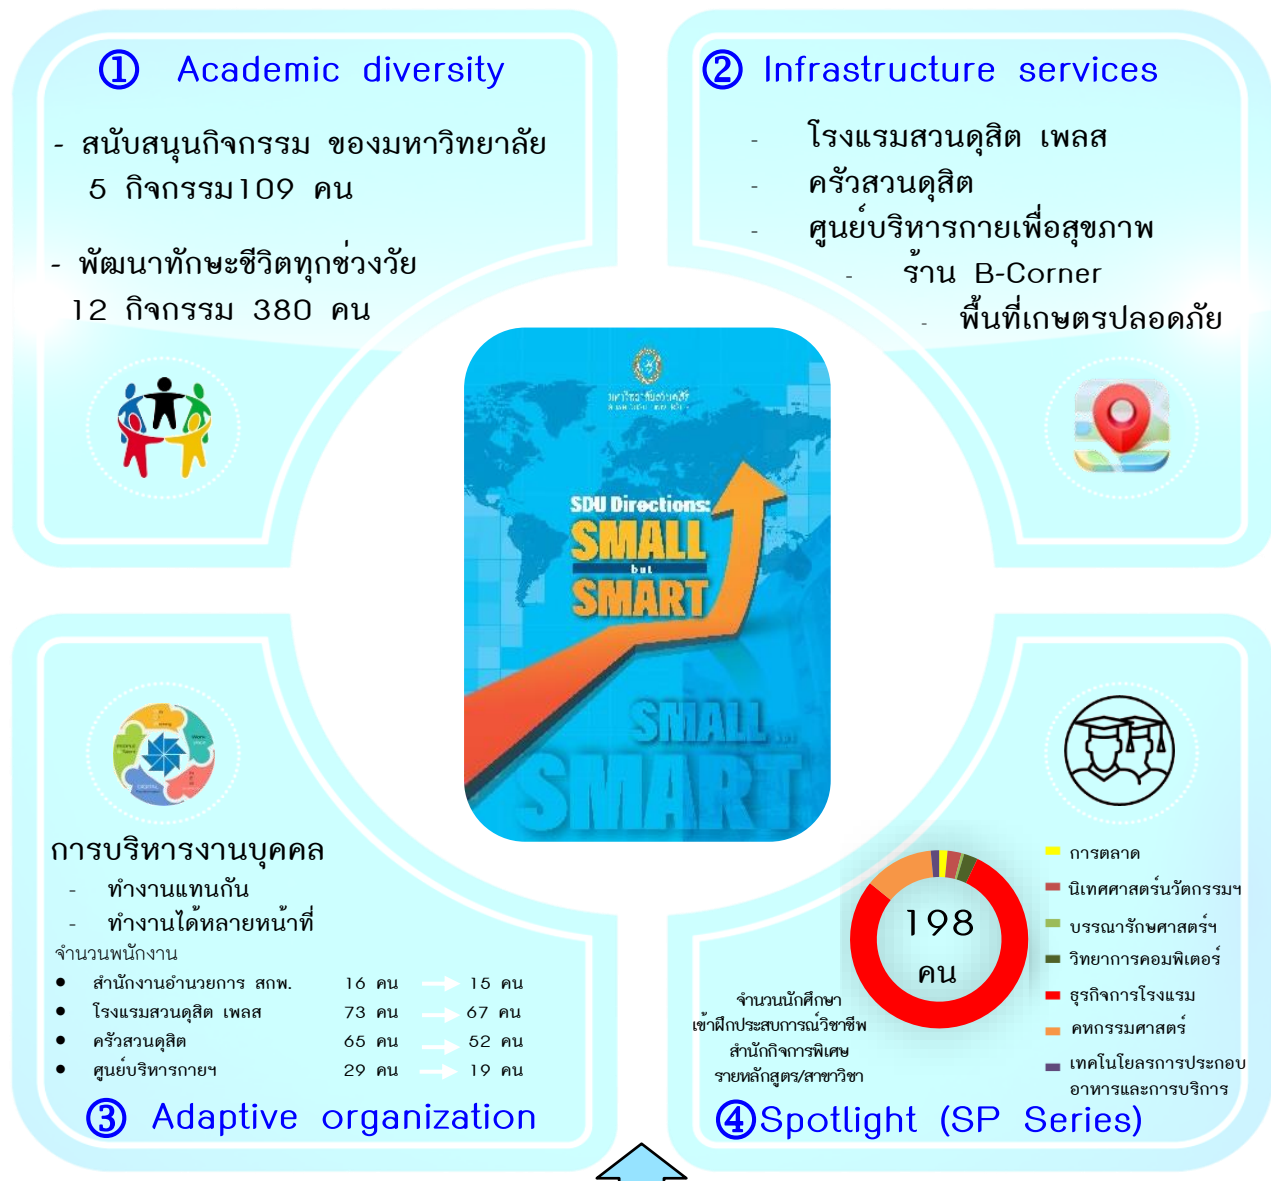 ① Academic diversity
- สนับสนุนกิจกรรม ของมหาวิทยาลัย
5 กิจกรรม109 คน
- พัฒนาทักษะชีวิตทุกช่วงวัย
12 กิจกรรม 380 คน
② Infrastructure services
- โรงแรมสวนดุสิต เพลส
- ครัวสวนดุสิต
- ศูนย์บริหารกายเพื่อสุขภาพ
- ร้าน B-Corner
- พื้นที่เกษตรปลอดภัย
มหาวิทยาลัยสวนดุสิต
SDU Directions:
SMALL
but
SMART
SMALL...
SMART
การบริหารงานบุคคล
- ทำงานแทนกัน
- ทำงานได้หลายหน้าที่
จำนวนพนักงาน
● สำนักงานอำนวยการ สกพ. 16 คน 15 คน
● โรงแรมสวนดุสิต เพลส 73 คน 67 คน
● ครัวสวนดุสิต 65 คน 52 คน
● ศูนย์บริหารกายฯ 29 คน 19 คน
③ Adaptive organization
198
คน
จำนวนนักศึกษา
เข้าฝึกประสบการณ์วิชาชีพ
สำนักกิจการพิเศษ
รายหลักสูตร/สาขาวิชา
การตลาด
นิเทศศาสตร์นวัตกรรมฯ
บรรณารักษศาสตร์ฯ
วิทยาการคอมพิเตอร์
ธุรกิจการโรงแรม
คหกรรมศาสตร์
เทคโนโยลรการประกอบ
อาหารและการบริการ
④Spotlight (SP Series)